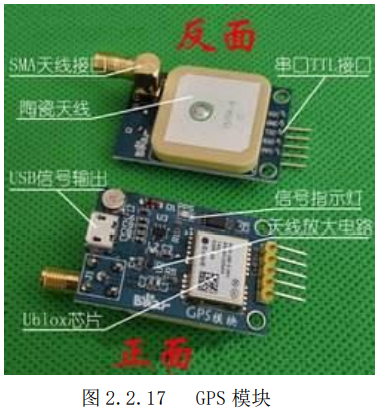 反面
SMA天线接口
串口TTL接口
陶瓷天线
USB信号输出
信号指示灯
天线放大电路
Ublox芯片
GPS模块
正面
图 2.2.17 GPS 模块